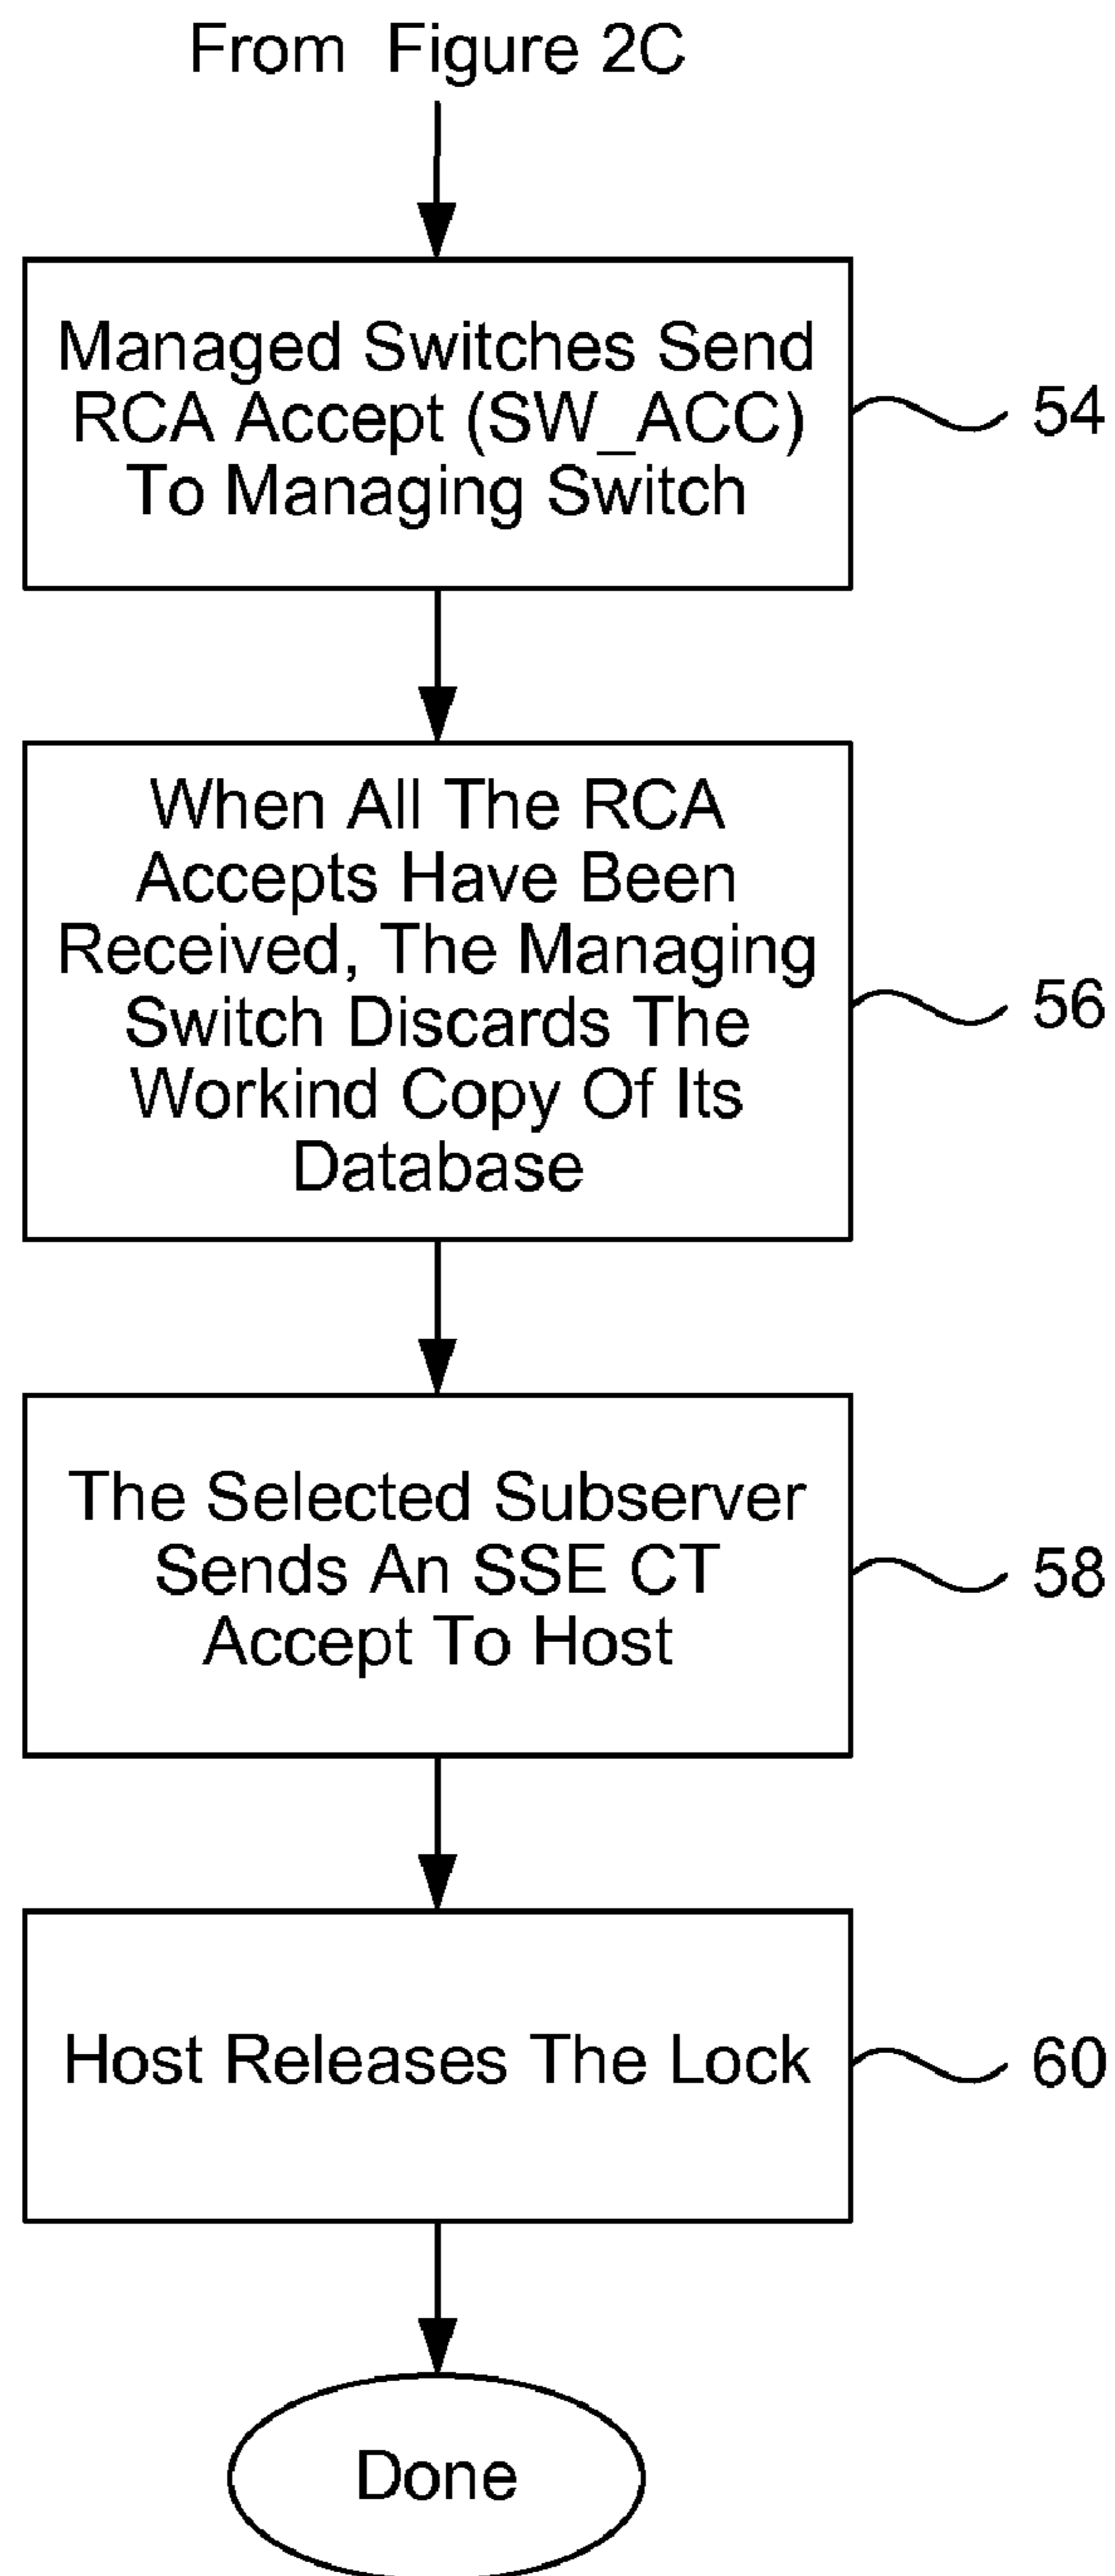 From Figure 2C
Managed Switches Send
RCA Accept (SW_ACC)
To Managing Switch
54
When All The RCA
Accepts Have Been
Received, The Managing
Switch Discards The
Workind Copy Of Its
Database
56
The Selected Subserver
Sends An SSE CT
Accept To Host
58
Host Releases The Lock
60
Done